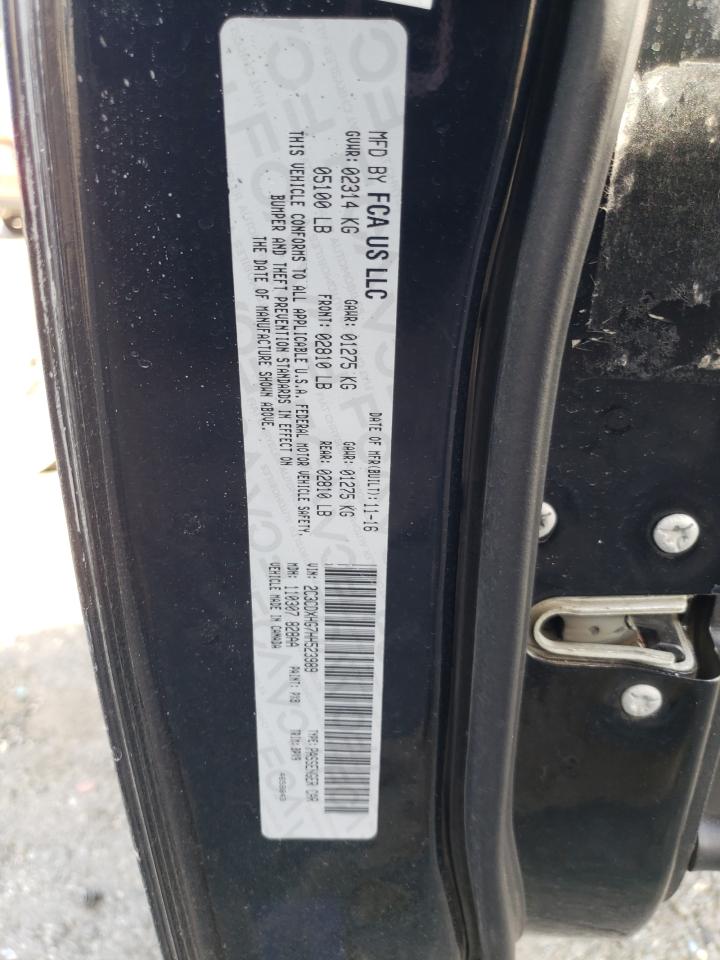 MFD BY FCA US LLC
DATE OF MFR(BUILT): 11-16
GVWR: 02314 KG GAWR: 01275 KG GAWR: 01275 KG
05100 LB FRONT: 02810 LB REAR: 02810 LB
THIS VEHICLE CONFORMS TO ALL APPLICABLE U.S.A. FEDERAL MOTOR VEHICLE SAFETY,
BUMPER AND THEFT PREVENTION STANDARDS IN EFFECT ON
THE DATE OF MANUFACTURE SHOWN ABOVE.
VIN: 2C3CDXHG7HH523989 TYPE: PASSENGER CAR
MDH: 110307 828AA PAINT: PX8 TRIM:
VEHICLE MADE IN CANADA